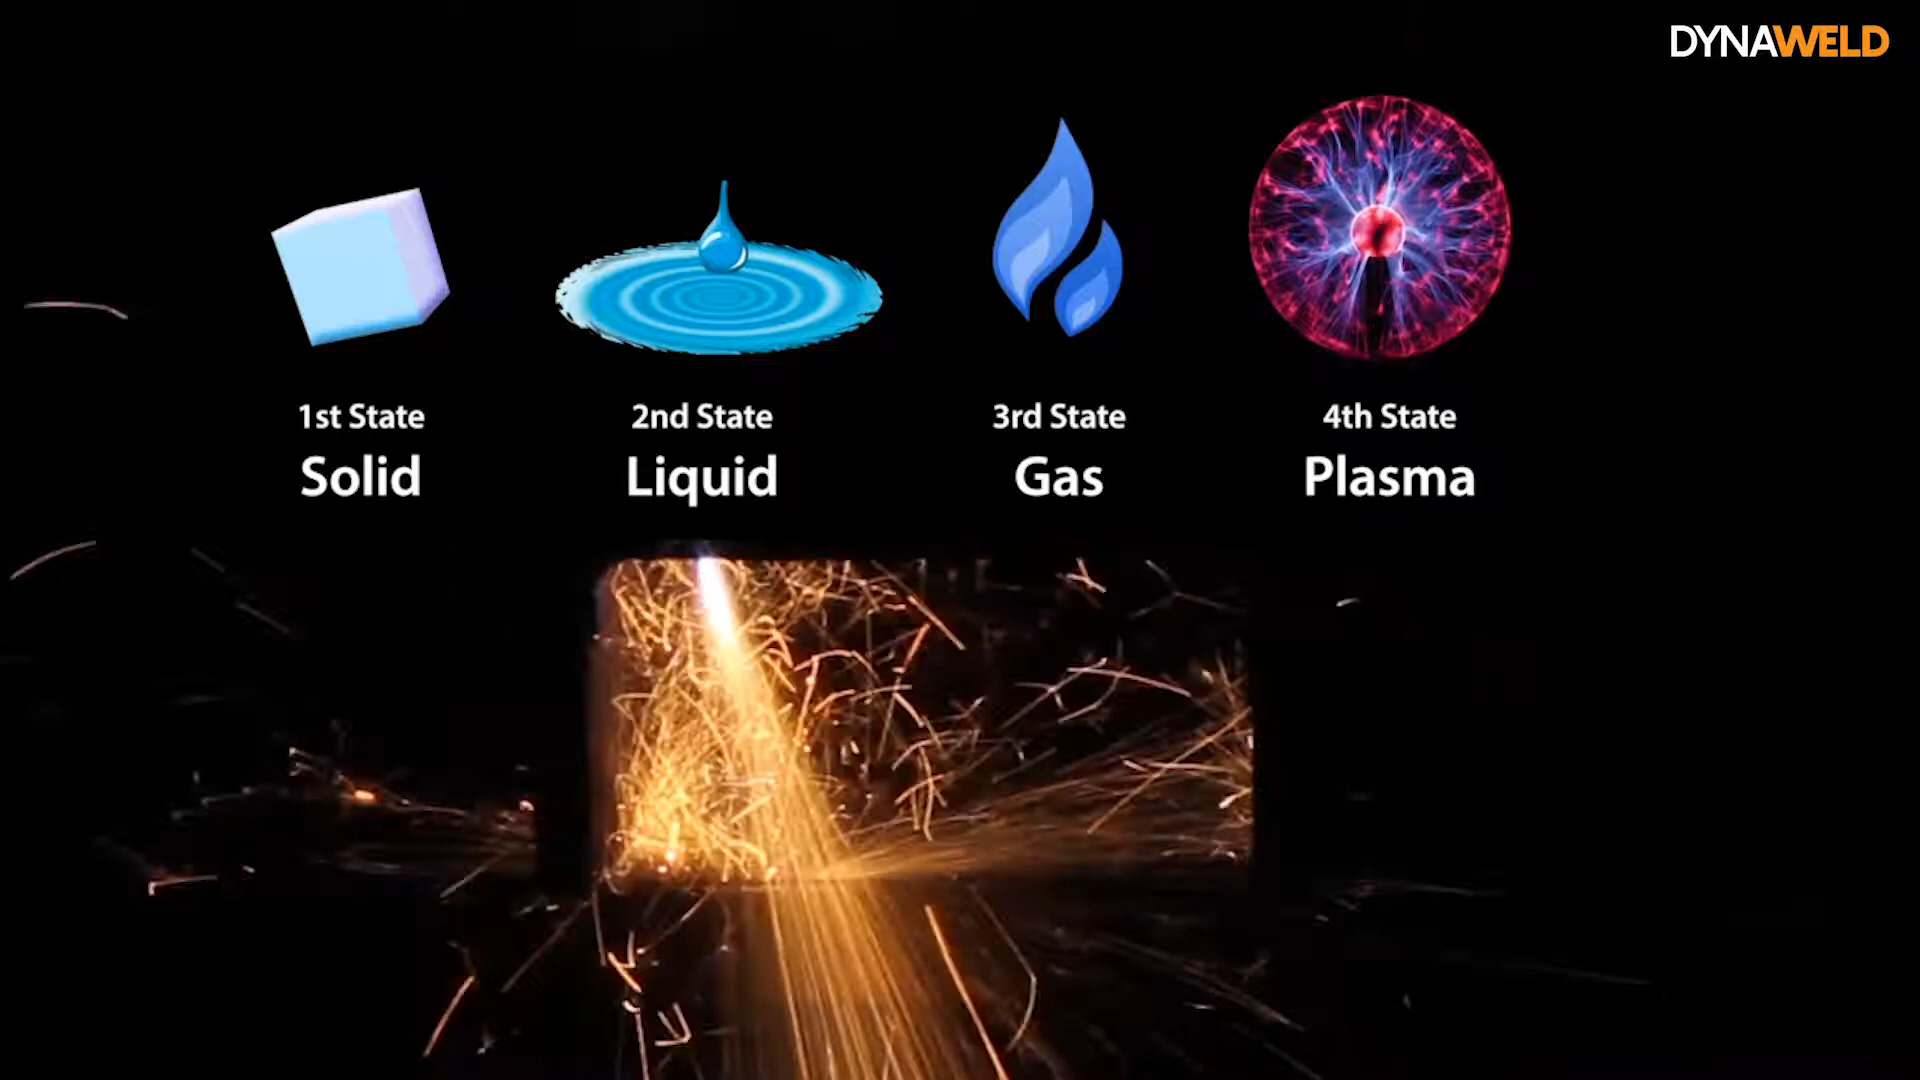 DYNAWELD
1st State
Solid
2nd State
Liquid
3rd State
Gas
4th State
Plasma